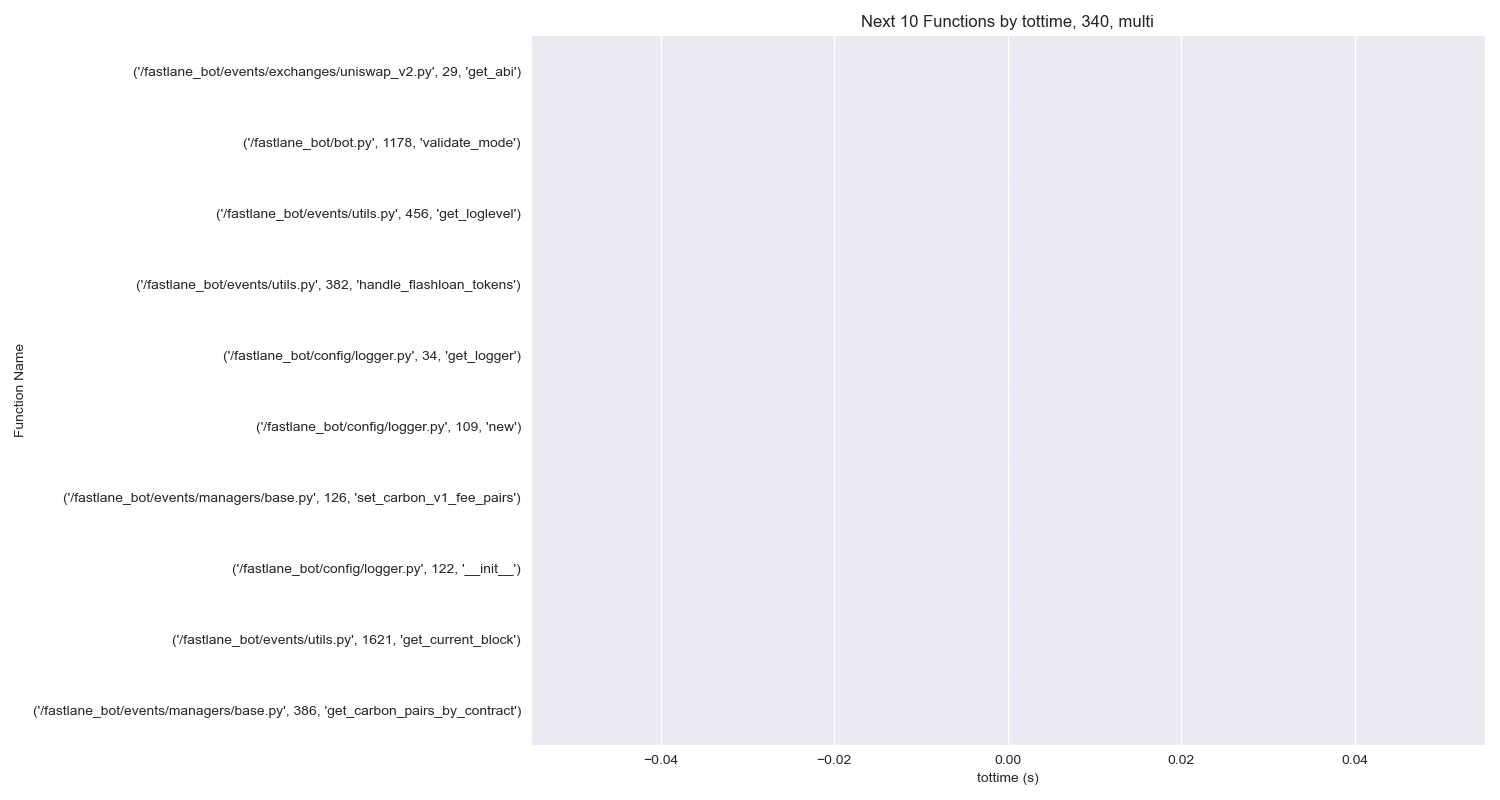 Next 10 Functions by tottime, 340, multi
('/fastlane_bot/events/exchanges/uniswap_v2.py', 29, 'get_abi')
('/fastlane_bot/bot.py', 1178, 'validate_mode')
('/fastlane_bot/events/utils.py', 456, 'get_loglevel')
('/fastlane_bot/events/utils.py', 382, 'handle_flashloan_tokens')
('/fastlane_bot/config/logger.py', 34, 'get_logger')
('/fastlane_bot/config/logger.py', 109, 'new')
('/fastlane_bot/events/managers/base.py', 126, 'set_carbon_v1_fee_pairs')
('/fastlane_bot/config/logger.py', 122, '__init__')
('/fastlane_bot/events/utils.py', 1621, 'get_current_block')
('/fastlane_bot/events/managers/base.py', 386, 'get_carbon_pairs_by_contract')
Function Name
−0.04 −0.02 0.00 0.02 0.04
tottime (s)